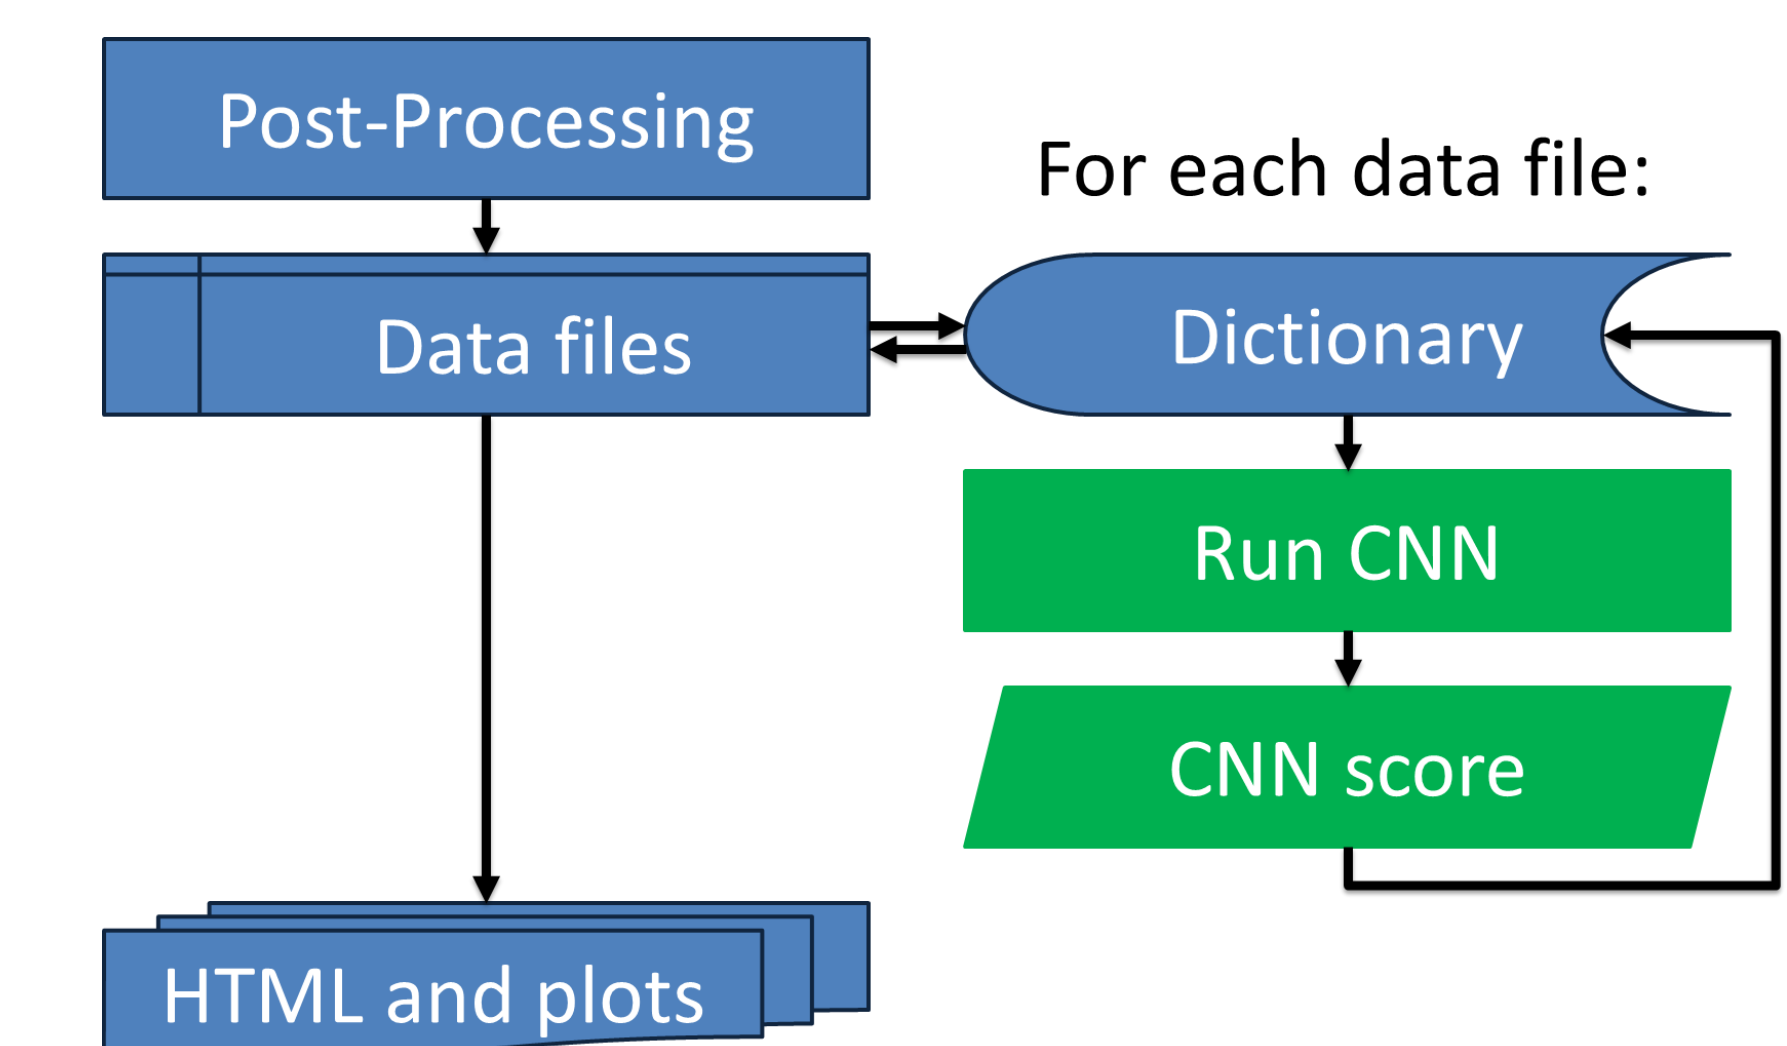 Post-Processing
For each data file:
Data files
Dictionary
Run CNN
CNN score
HTML and plots